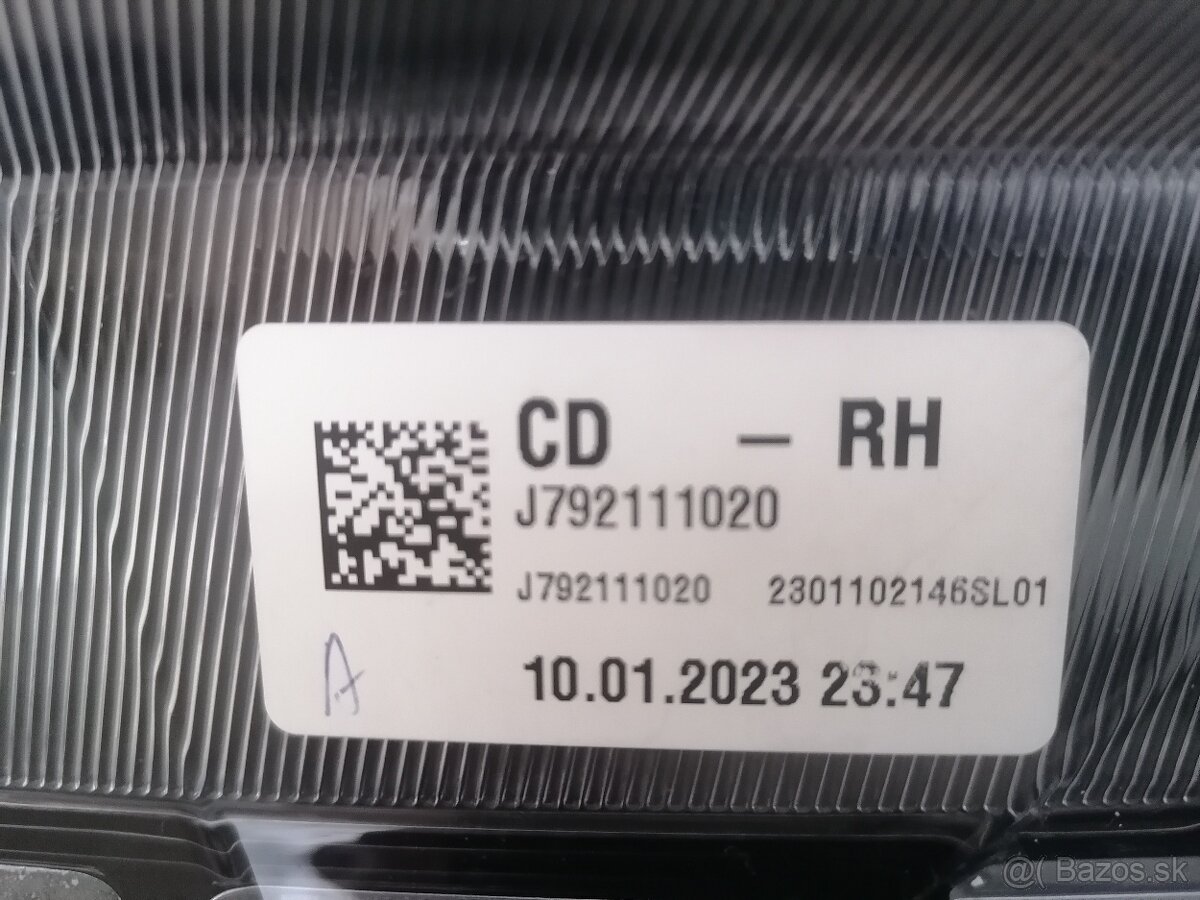 CD – RH
J792111020
J792111020 2301102146SL01
A 10.01.2023 23:47
@( Bazos.sk